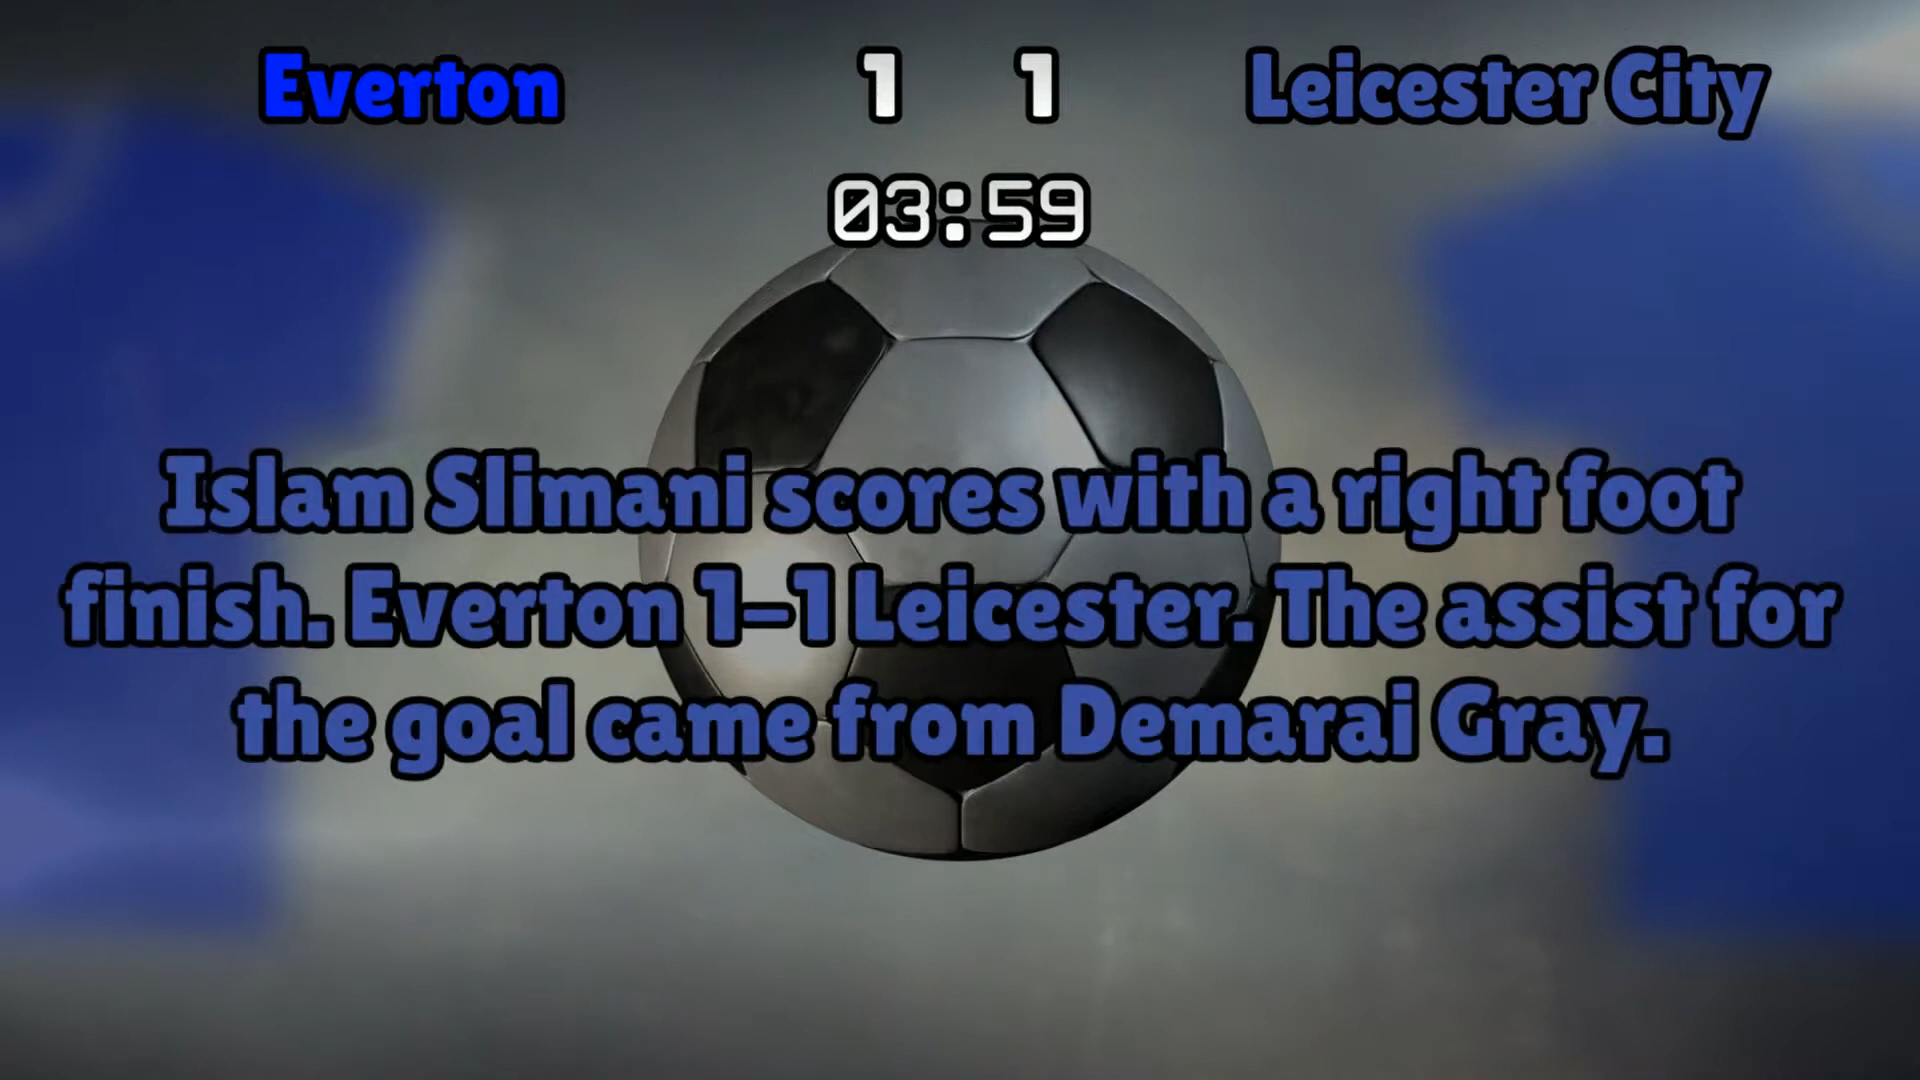 Everton 1 1 Leicester City
03:59
Islam Slimani scores with a right foot
finish. Everton 1-1 Leicester. The assist for
the goal came from Demarai Gray.